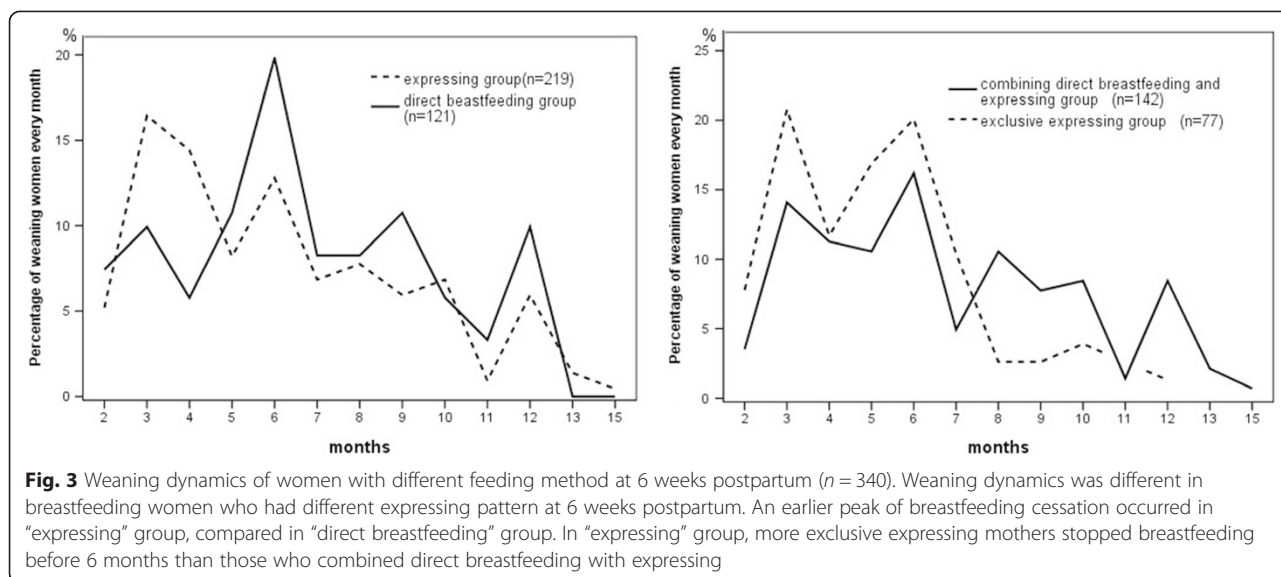 %
20
15
10
5
0
Percentage of weaning women every month
expressing group(n=219)
direct beastfeeding group
(n=121)
2 3 4 5 6 7 8 9 10 11 12 13 15
months
%
25
20
15
10
5
0
Percentage of weaning women every month
combining direct breastfeeding and
expressing group (n=142)
exclusive expressing group (n=77)
2 3 4 5 6 7 8 9 10 11 12 13 15
months
Fig. 3 Weaning dynamics of women with different feeding method at 6 weeks postpartum (n = 340). Weaning dynamics was different in
breastfeeding women who had different expressing pattern at 6 weeks postpartum. An earlier peak of breastfeeding cessation occurred in
“expressing” group, compared in “direct breastfeeding” group. In “expressing” group, more exclusive expressing mothers stopped breastfeeding
before 6 months than those who combined direct breastfeeding with expressing